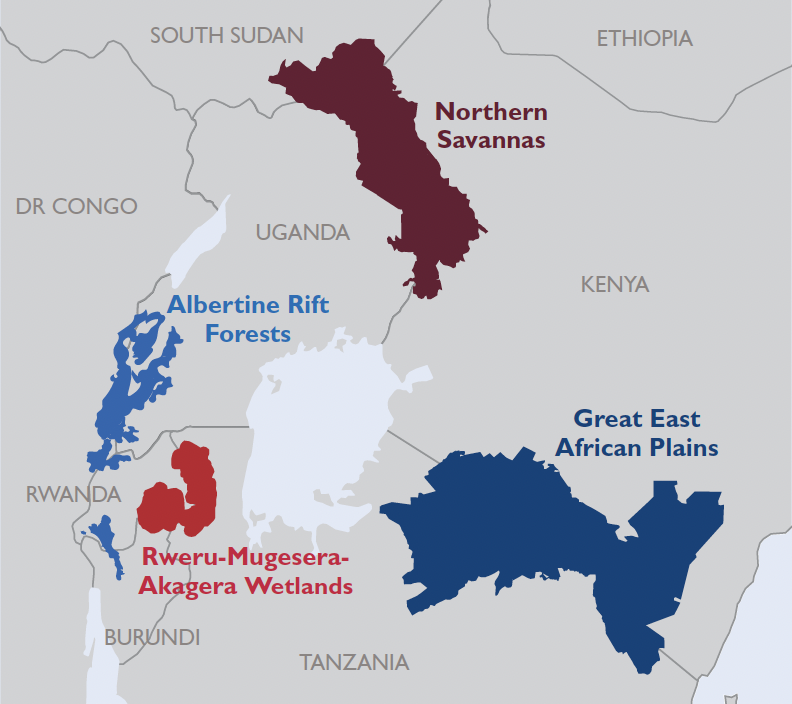 SOUTH SUDAN
ETHIOPIA
Northern
Savannas
DR CONGO
UGANDA
KENYA
Albertine Rift
Forests
Great East
African Plains
RWANDA
Rweru-Mugesera-
Akagera Wetlands
BURUNDI
TANZANIA